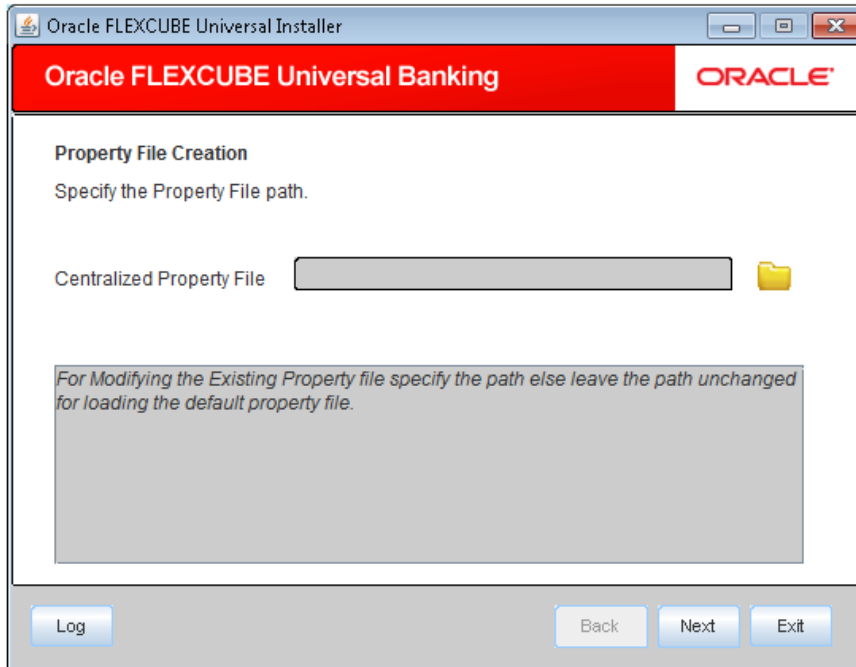 Oracle FLEXCUBE Universal Installer
Oracle FLEXCUBE Universal Banking
ORACLE
Property File Creation
Specify the Property File path.
Centralized Property File
For Modifying the Existing Property file specify the path else leave the path unchanged
for loading the default property file.
Log Back Next Exit